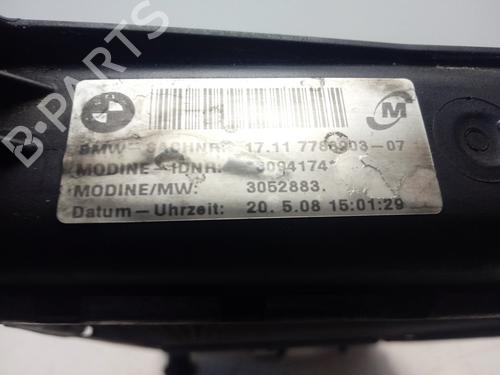 B-PARTS
BMW
M
BMW SACHNR. 17.11 7788903-07
MODINE-IDNR. 3094174*
MODINE/MW. 3052883.
Datum-Uhrzeit: 20.5.08 15:01:29